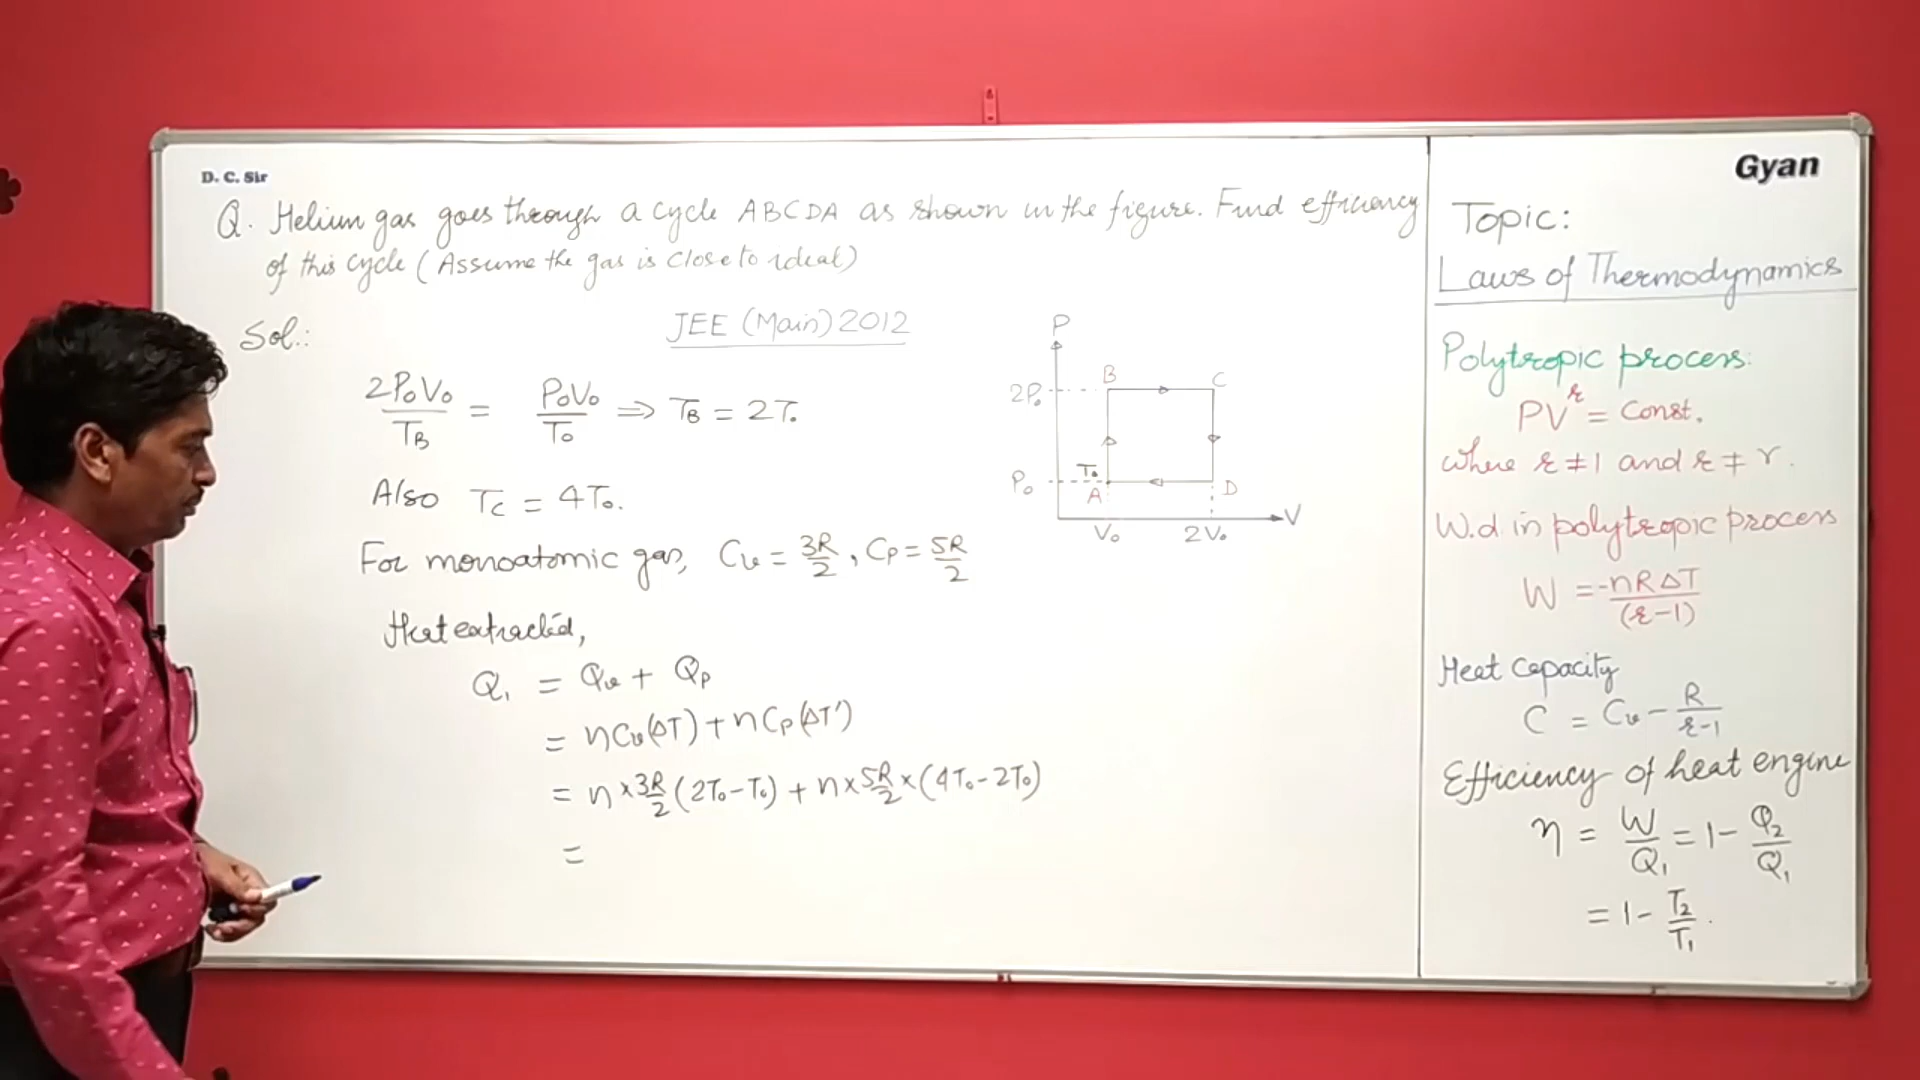 D. C. Sir
Q. Helium gas goes through a cycle ABCDA as shown in the figure. Find efficiency
of this cycle (Assume the gas is close to ideal)
JEE (Main) 2012
Sol.:
2P₀V₀/T_B = P₀V₀/T₀ ⇒ T_B = 2T₀
Also T_C = 4T₀.
For monoatomic gas, Cᵥ = 3R/2, C_P = 5R/2
Heat extracted,
Q₁ = Qᵥ + Qₚ
= nCᵥ(ΔT) + nC_P(ΔT')
= n × 3R/2 (2T₀ - T₀) + n × 5R/2 × (4T₀ - 2T₀)
=
P
2P₀ B C
P₀ T₀ A D
V
V₀ 2V₀
Gyan
Topic:
Laws of Thermodynamics
Polytropic process:
PV^r = Const.
where r ≠ 1 and r ≠ γ.
W.d in polytropic process
W = -nRΔT/(r-1)
Heat capacity
C = Cᵥ - R/r-1
Efficiency of heat engine
η = W/Q₁ = 1 - Q₂/Q₁
= 1 - T₂/T₁.